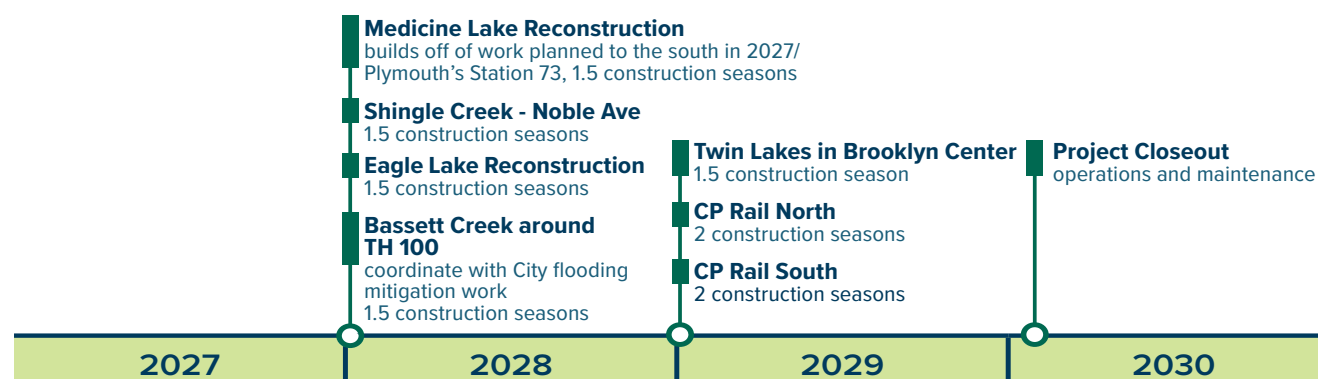 Medicine Lake Reconstruction
builds off of work planned to the south in 2027/
Plymouth's Station 73, 1.5 construction seasons
Shingle Creek - Noble Ave
1.5 construction seasons
Eagle Lake Reconstruction
1.5 construction seasons
Bassett Creek around
TH 100
coordinate with City flooding
mitigation work
1.5 construction seasons
Twin Lakes in Brooklyn Center
1.5 construction season
CP Rail North
2 construction seasons
CP Rail South
2 construction seasons
Project Closeout
operations and maintenance
2027
2028
2029
2030